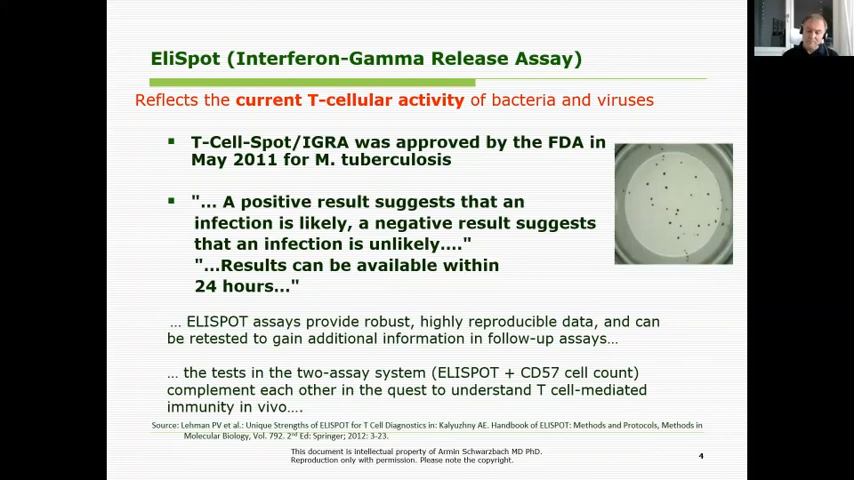 EliSpot (Interferon-Gamma Release Assay)
Reflects the current T-cellular activity of bacteria and viruses
▪ T-Cell-Spot/IGRA was approved by the FDA in
May 2011 for M. tuberculosis
▪ "... A positive result suggests that an
infection is likely, a negative result suggests
that an infection is unlikely...."
"...Results can be available within
24 hours..."
... ELISPOT assays provide robust, highly reproducible data, and can
be retested to gain additional information in follow-up assays...
... the tests in the two-assay system (ELISPOT + CD57 cell count)
complement each other in the quest to understand T cell-mediated
immunity in vivo....
Source: Lehman PV et al.: Unique Strengths of ELISPOT for T Cell Diagnostics in: Kalyuzhny AE. Handbook of ELISPOT: Methods and Protocols, Methods in
Molecular Biology, Vol. 792. 2nd Ed: Springer; 2012: 3-23.
This document is intellectual property of Armin Schwarzbach MD PhD.
Reproduction only with permission. Please note the copyright.
4